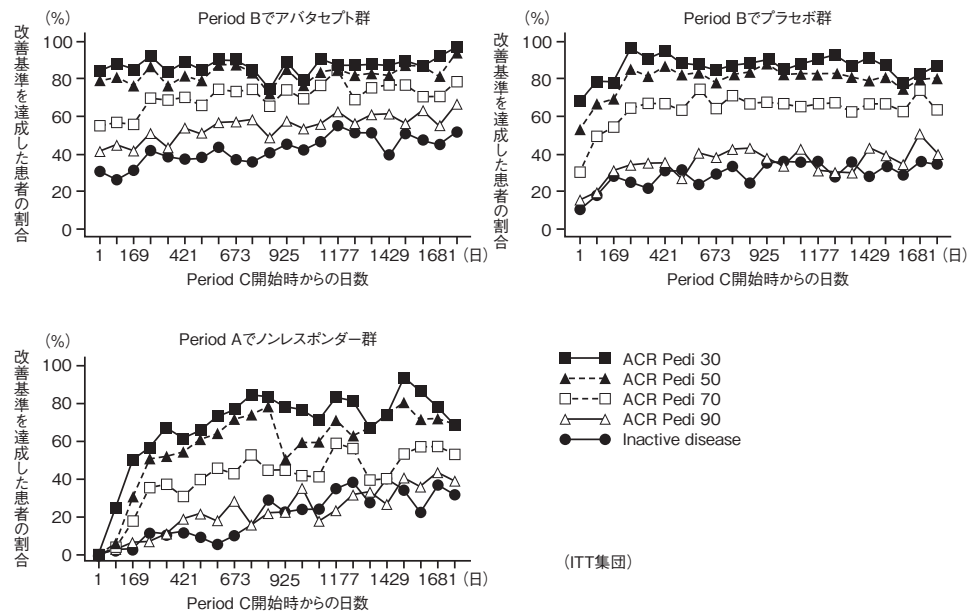 Period Bでアバタセプト群
(%)
改善基準を達成した患者の割合
100
80
60
40
20
0
1 169 421 673 925 1177 1429 1681 (日)
Period C開始時からの日数
Period Bでプラセボ群
(%)
改善基準を達成した患者の割合
100
80
60
40
20
0
1 169 421 673 925 1177 1429 1681 (日)
Period C開始時からの日数
Period Aでノンレスポンダー群
(%)
改善基準を達成した患者の割合
100
80
60
40
20
0
1 169 421 673 925 1177 1429 1681 (日)
Period C開始時からの日数
ACR Pedi 30
ACR Pedi 50
ACR Pedi 70
ACR Pedi 90
Inactive disease
(ITT集団)